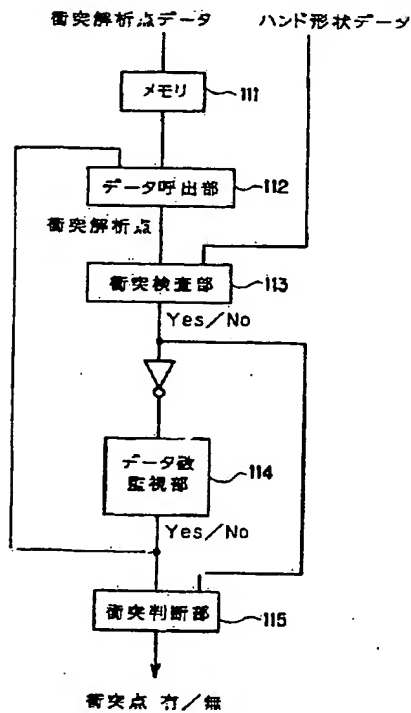 衝突解析点データ
ハンド形状データ
メモリ
111
データ呼出部
112
衝突解析点
衝突検査部
113
Yes/No
データ数
監視部
114
Yes/No
衝突判断部
115
衝突点 有/無